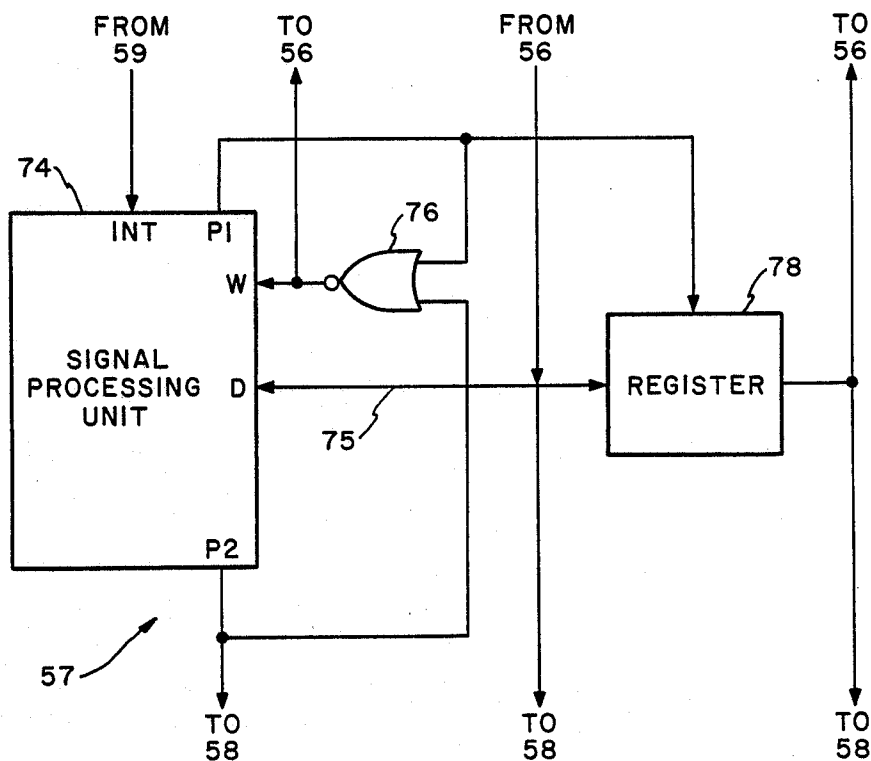 FROM
59
TO
56
FROM
56
TO
56
74
INT
P1
76
W
78
SIGNAL
PROCESSING
UNIT
D
REGISTER
75
P2
57
TO
58
TO
58
TO
58